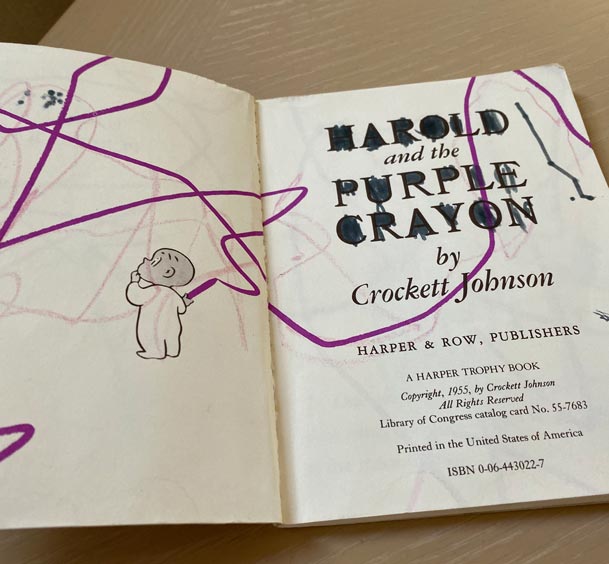 HAROLD
and the
PURPLE
CRAYON
by
Crockett Johnson
HARPER & ROW, PUBLISHERS
A HARPER TROPHY BOOK
Copyright, 1955, by Crockett Johnson
All Rights Reserved
Library of Congress catalog card No. 55-7683
Printed in the United States of America
ISBN 0-06-443022-7